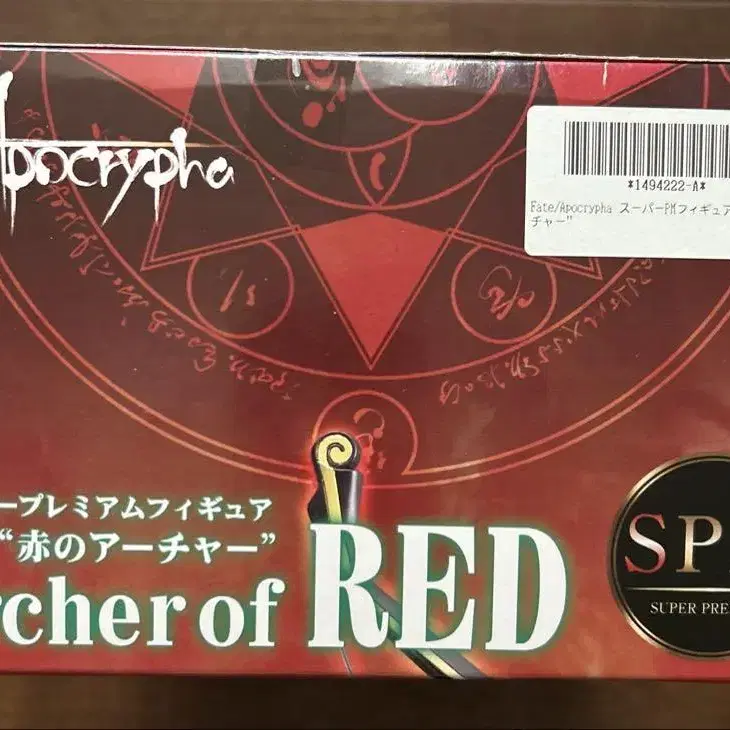 Apocrypha
*1494222-A*
Fate/Apocrypha スーパーPMフィギュア
チャー"
ープレミアムフィギュア
“赤のアーチャー”
rcher of RED
SP
SUPER PRE